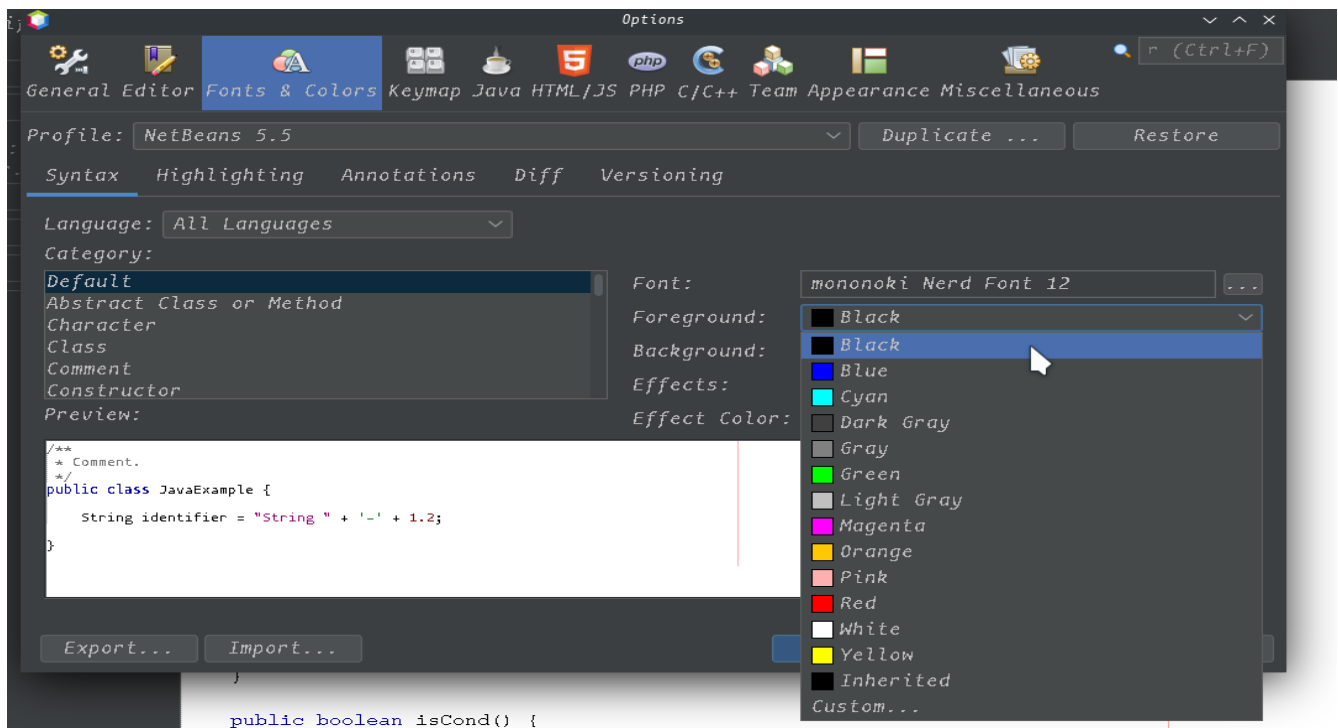 Options
r (Ctrl+F)
General Editor Fonts & Colors Keymap Java HTML/JS PHP C/C++ Team Appearance Miscellaneous
Profile: NetBeans 5.5 Duplicate ... Restore
Syntax Highlighting Annotations Diff Versioning
Language: All Languages
Category:
Default
Abstract Class or Method
Character
Class
Comment
Constructor
Font: mononoki Nerd Font 12 ...
Foreground: Black
Background:
Effects:
Effect Color:
Black
Blue
Cyan
Dark Gray
Gray
Green
Light Gray
Magenta
Orange
Pink
Red
White
Yellow
Inherited
Custom...
Preview:
/**
* Comment.
*/
public class JavaExample {
String identifier = "String " + '-' + 1.2;
}
Export... Import...
}
public boolean isCond() {